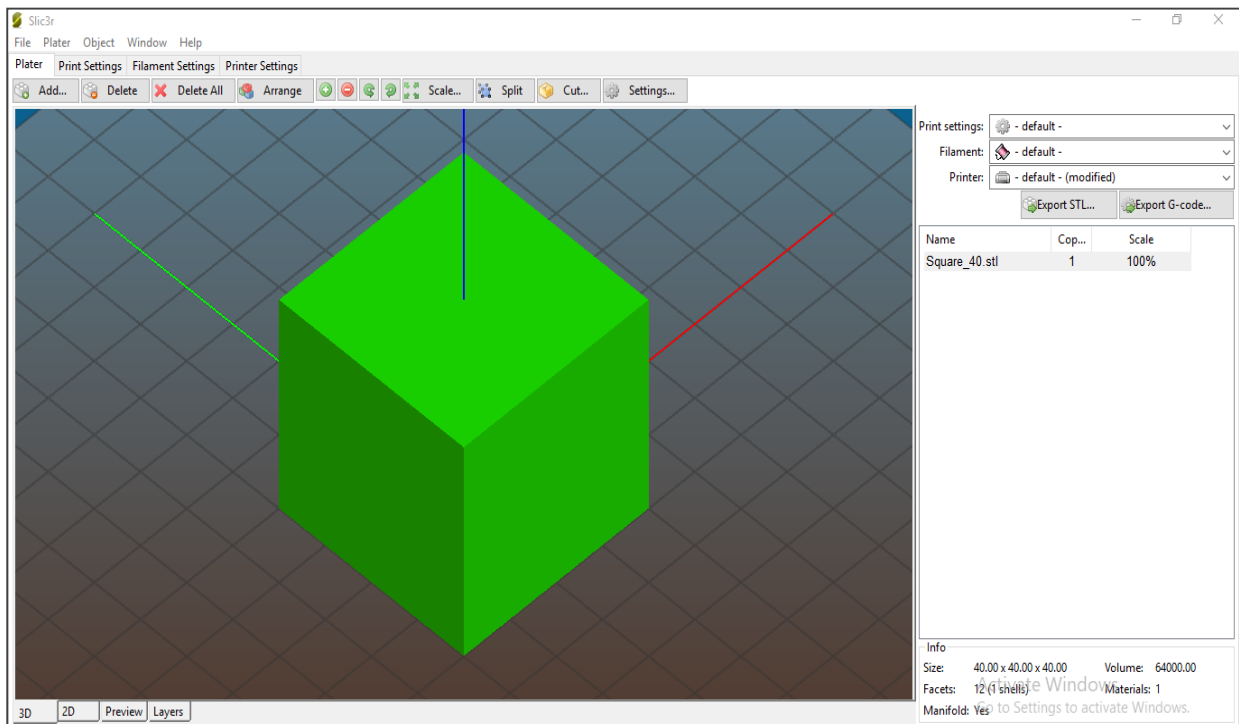 Slic3r
File Plater Object Window Help
Plater Print Settings Filament Settings Printer Settings
Add... Delete Delete All Arrange Scale... Split Cut... Settings...
Print settings: - default -
Filament: - default -
Printer: - default - (modified)
Export STL... Export G-code...
Name Cop... Scale
Square_40.stl 1 100%
Info
Size: 40.00 x 40.00 x 40.00 Volume: 64000.00
Activate Windows
Facets: 12 (1 shells) Materials: 1
Manifold: Yes
Go to Settings to activate Windows.
3D 2D Preview Layers